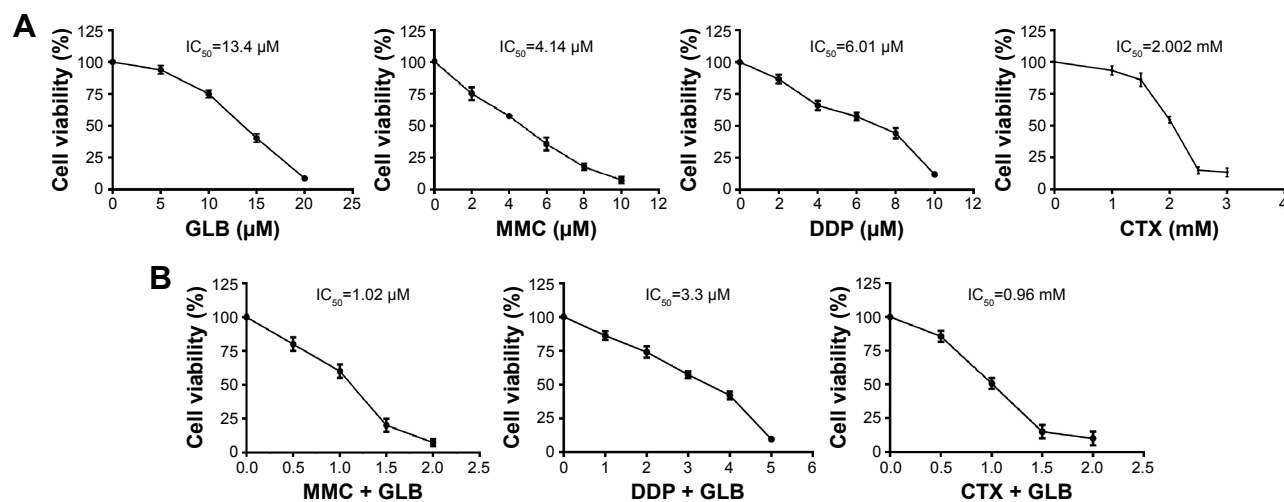 A
Cell viability (%)
125
100
75
50
25
0
IC50=13.4 µM
0 5 10 15 20 25
GLB (µM)
Cell viability (%)
125
100
75
50
25
0
IC50=4.14 µM
0 2 4 6 8 10 12
MMC (µM)
Cell viability (%)
125
100
75
50
25
0
IC50=6.01 µM
0 2 4 6 8 10 12
DDP (µM)
Cell viability (%)
125
100
75
50
25
0
IC50=2.002 mM
0 1 2 3 4
CTX (mM)
B
Cell viability (%)
125
100
75
50
25
0
IC50=1.02 µM
0.0 0.5 1.0 1.5 2.0 2.5
MMC + GLB
Cell viability (%)
125
100
75
50
25
0
IC50=3.3 µM
0 1 2 3 4 5 6
DDP + GLB
Cell viability (%)
125
100
75
50
25
0
IC50=0.96 mM
0.0 0.5 1.0 1.5 2.0 2.5
CTX + GLB